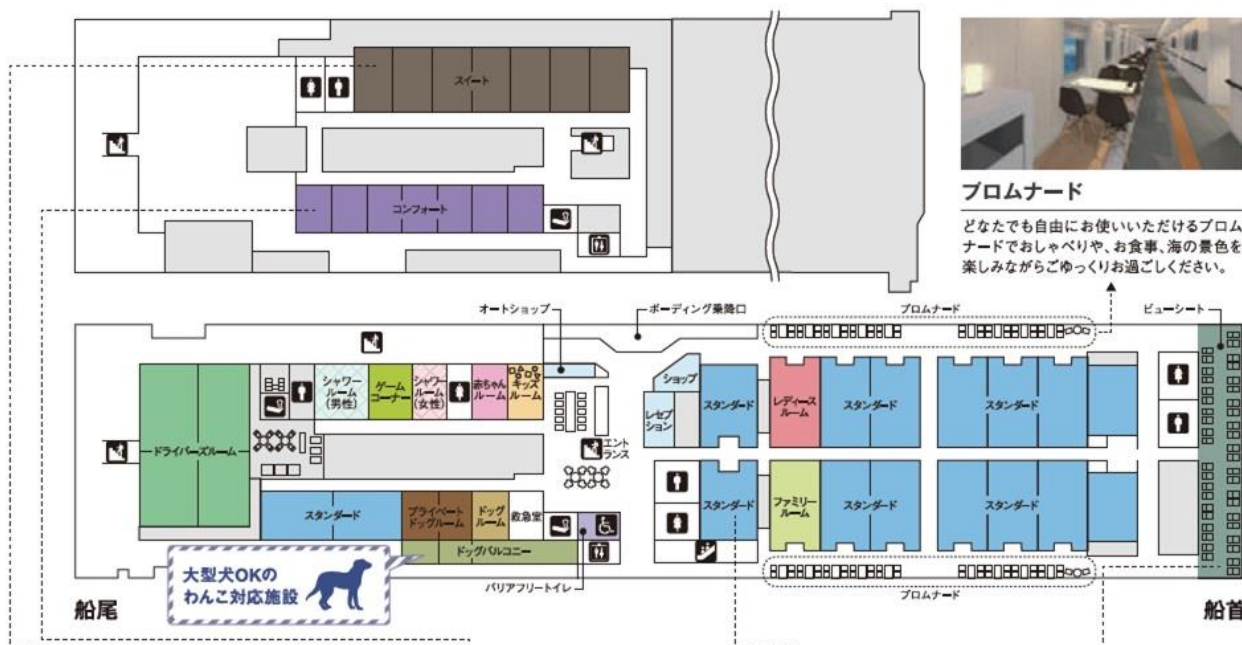 スイート
コンフォート
プロムナード
どなたでも自由にお使いいただけるプロム
ナードでおしゃべりや、お食事、海の景色を
楽しみながらごゆっくりお過ごしください。
オートショップ
ボーディング乗降口
プロムナード
ビューシート
シャワー
ルーム
(男性)
ゲーム
コーナー
シャワー
ルーム
(女性)
赤ちゃん
ルーム
キッズ
ルーム
ショップ
レセプ
ション
スタンダード
レディース
ルーム
スタンダード
スタンダード
ドライバーズルーム
エント
ランス
スタンダード
プライベート
ドッグルーム
ドッグ
ルーム
救急室
スタンダード
ファミリー
ルーム
スタンダード
スタンダード
ドッグバルコニー
大型犬OKの
わんこ対応施設
バリアフリートイレ
プロムナード
船尾
船首